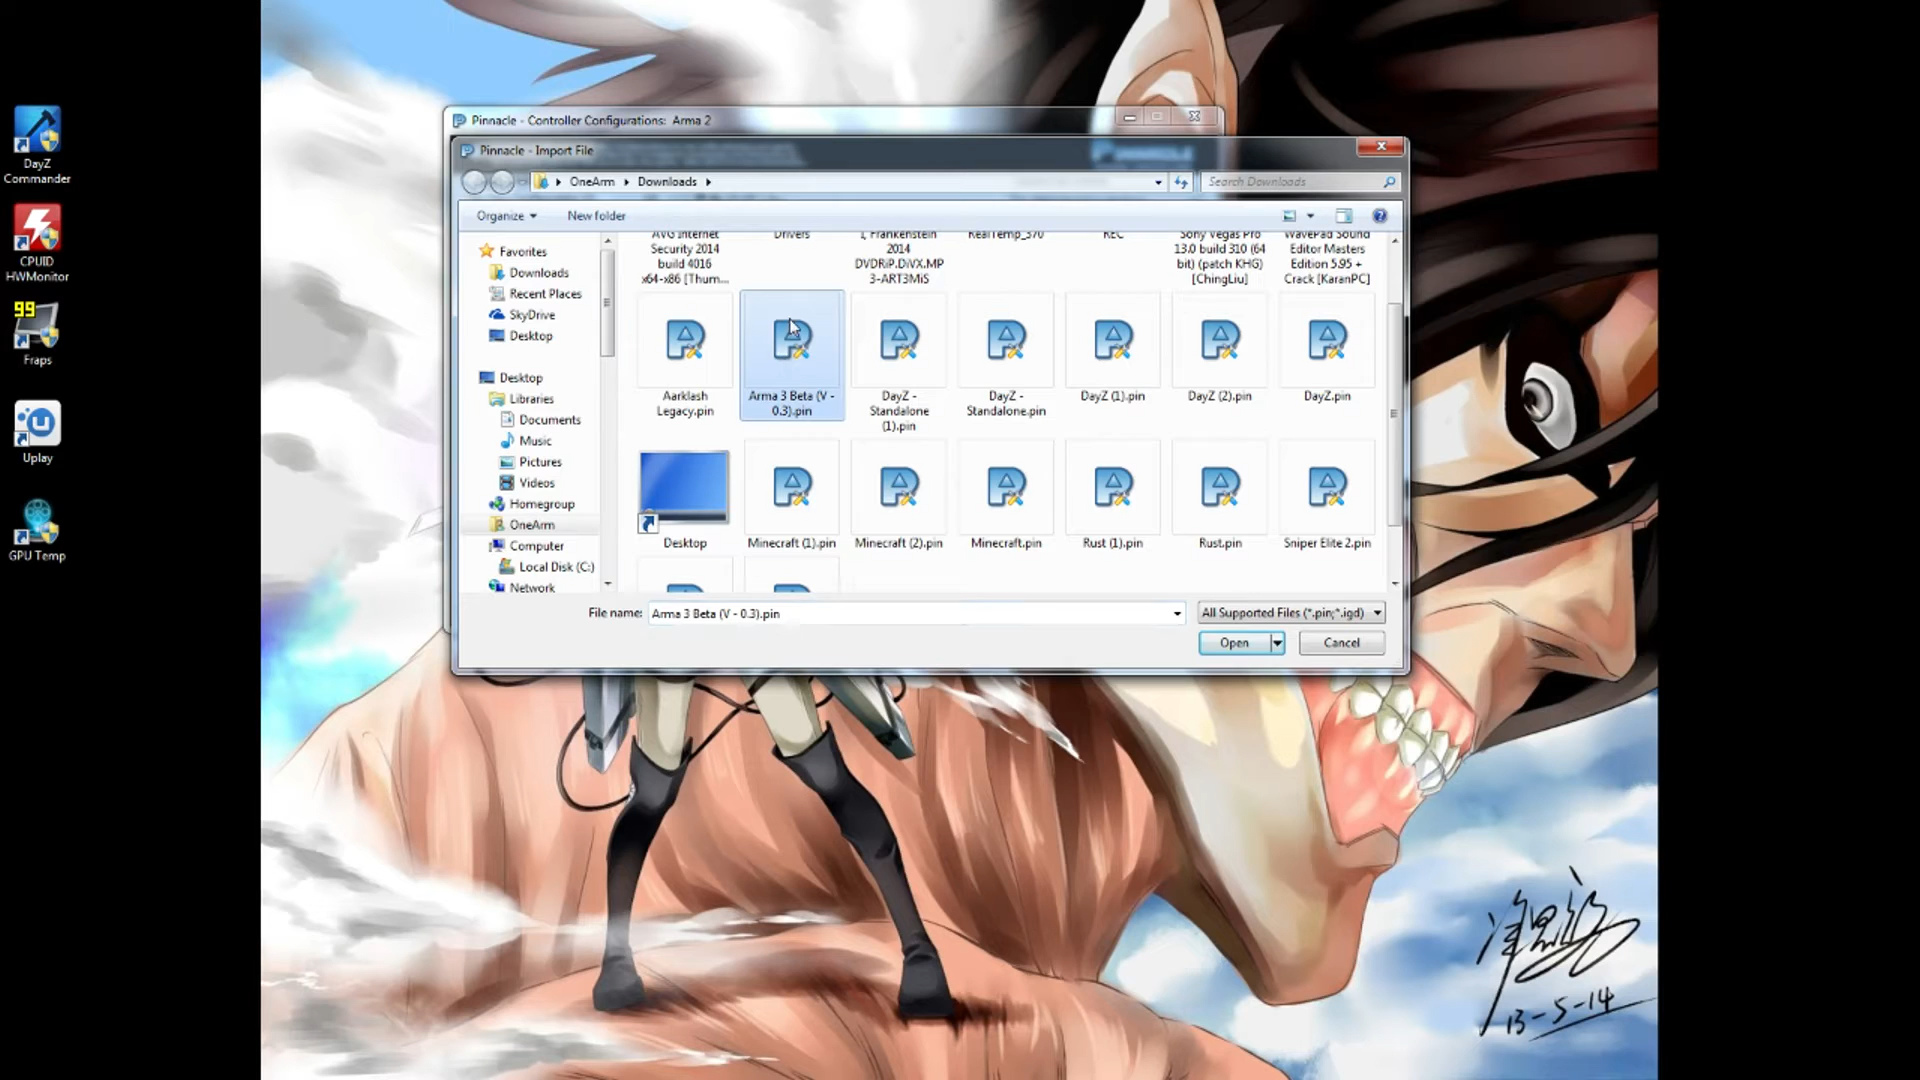 DayZ
Commander
CPUID
HWMonitor
99
Fraps
Uplay
GPU Temp
Pinnacle - Controller Configurations: Arma 2
Pinnacle - Import File
OneArm
Downloads
Search Downloads
Organize
New folder
Favorites
Downloads
Recent Places
SkyDrive
Desktop
Desktop
Libraries
Documents
Music
Pictures
Videos
Homegroup
OneArm
Computer
Local Disk (C:)
Network
AVG Internet
Security 2014
build 4016
x64-x86 [Thum...
Drivers
I, Frankenstein
2014
DVDRiP.DiVX.MP
3-ART3MiS
RealTemp_370
REC
Sony Vegas Pro
13.0 build 310 (64
bit) (patch KHG)
[ChingLiu]
WavePad Sound
Editor Masters
Edition 5.95 +
Crack [KaranPC]
Aarklash
Legacy.pin
Arma 3 Beta (V -
0.3).pin
DayZ -
Standalone
(1).pin
DayZ -
Standalone.pin
DayZ (1).pin
DayZ (2).pin
DayZ.pin
Desktop
Minecraft (1).pin
Minecraft (2).pin
Minecraft.pin
Rust (1).pin
Rust.pin
Sniper Elite 2.pin
File name:
Arma 3 Beta (V - 0.3).pin
All Supported Files (*.pin;*.igd)
Open
Cancel
13-5-14